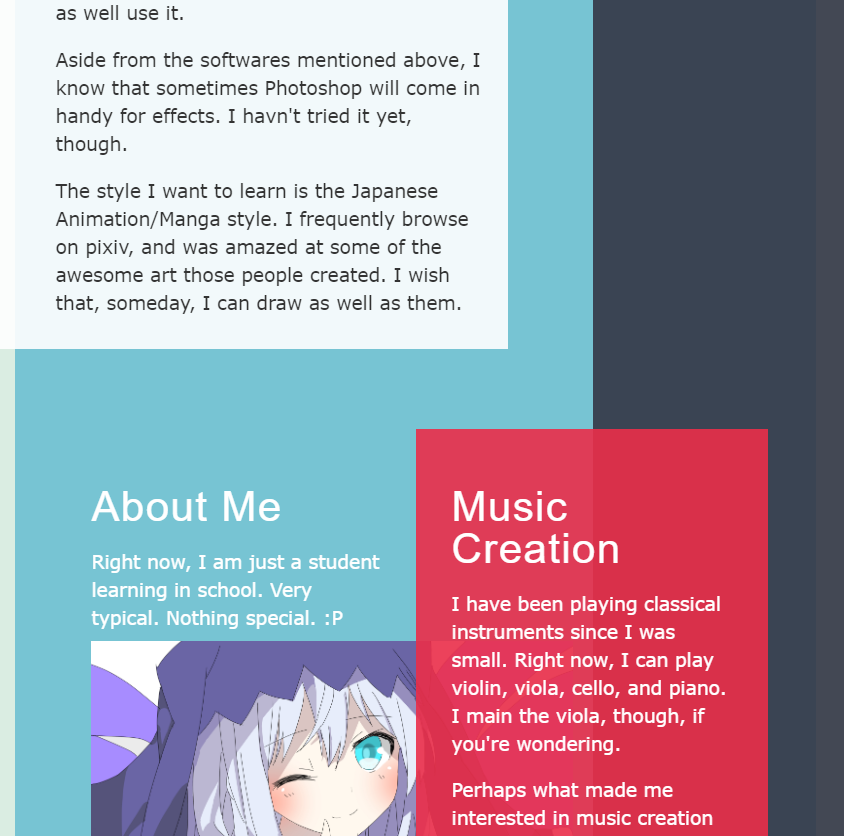 as well use it.
Aside from the softwares mentioned above, I
know that sometimes Photoshop will come in
handy for effects. I havn't tried it yet,
though.
The style I want to learn is the Japanese
Animation/Manga style. I frequently browse
on pixiv, and was amazed at some of the
awesome art those people created. I wish
that, someday, I can draw as well as them.
About Me
Right now, I am just a student
learning in school. Very
typical. Nothing special. :P
Music
Creation
I have been playing classical
instruments since I was
small. Right now, I can play
violin, viola, cello, and piano.
I main the viola, though, if
you're wondering.
Perhaps what made me
interested in music creation